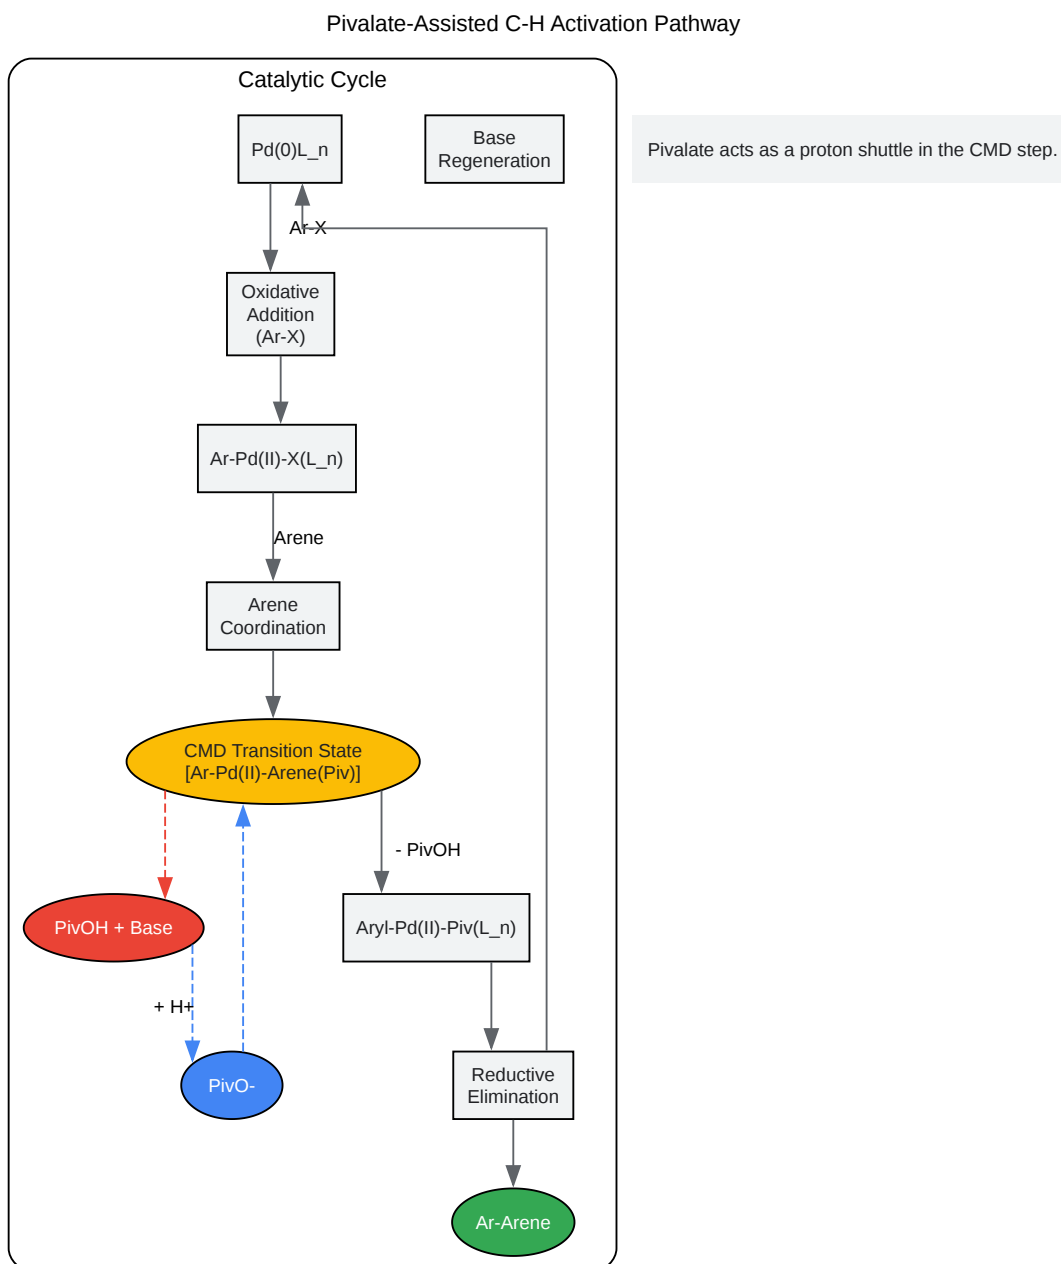 Pivalate-Assisted C-H Activation Pathway
Catalytic Cycle
Pd(0)L_n
Base
Regeneration
Pivalate acts as a proton shuttle in the CMD step.
Ar-X
Oxidative
Addition
(Ar-X)
Ar-Pd(II)-X(L_n)
Arene
Arene
Coordination
CMD Transition State
[Ar-Pd(II)-Arene(Piv)]
- PivOH
PivOH + Base
Aryl-Pd(II)-Piv(L_n)
+ H+
PivO-
Reductive
Elimination
Ar-Arene